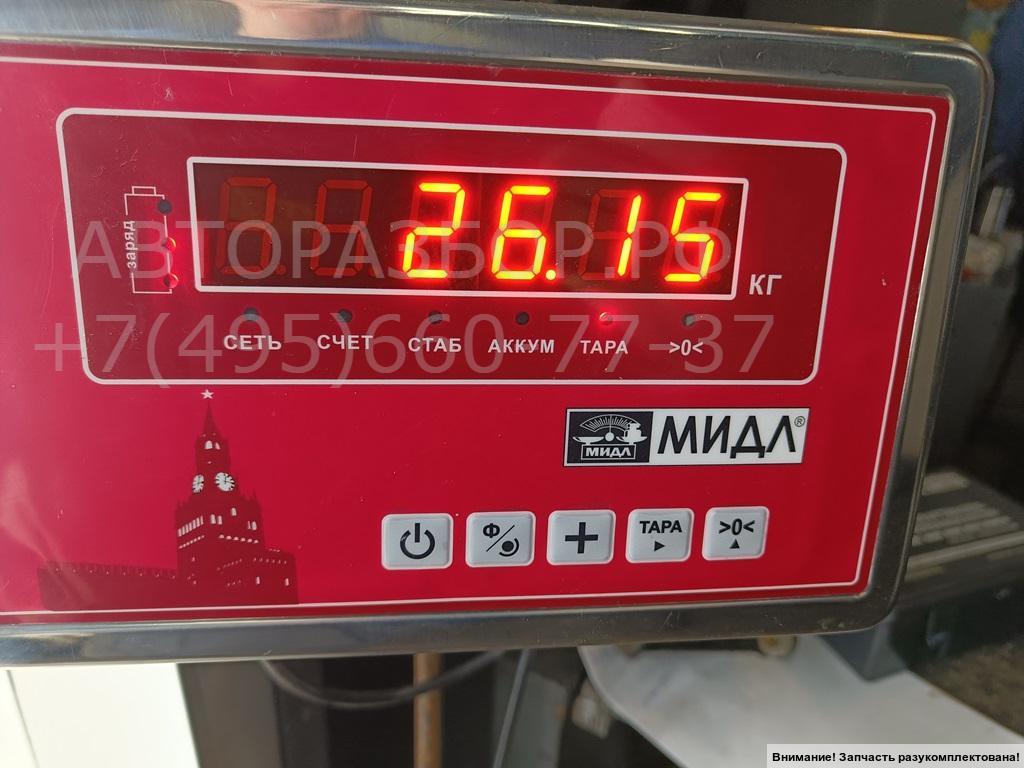 26.15
КГ
заряд
АВТОРАЗБОР.РФ
+7(495)660-77-37
СЕТЬ СЧЕТ СТАБ АККУМ ТАРА >0<
МИДЛ МИДЛ®
Ф ТАРА >0<
Внимание! Запчасть разукомплектована!